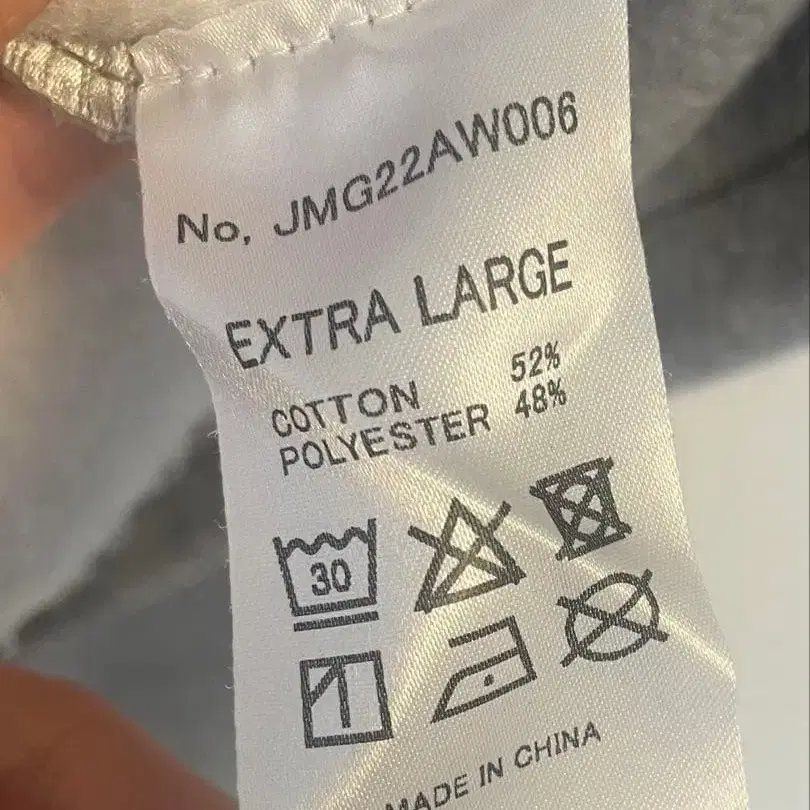 No, JMG22AW006
EXTRA LARGE
COTTON 52%
POLYESTER 48%
30
MADE IN CHINA